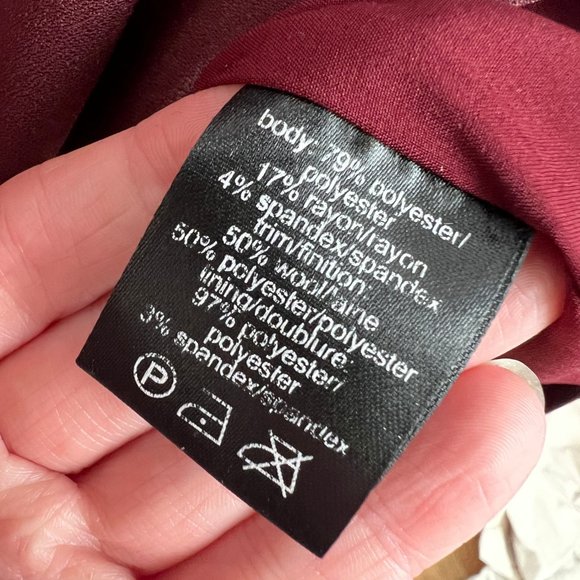 body 79% polyester/
polyester
17% rayon/rayon
4% spandex/spandex
trim/finition
50% wool/laine
50% polyester/polyester
lining/doublure
97% polyester/
polyester
3% spandex/spandex
P